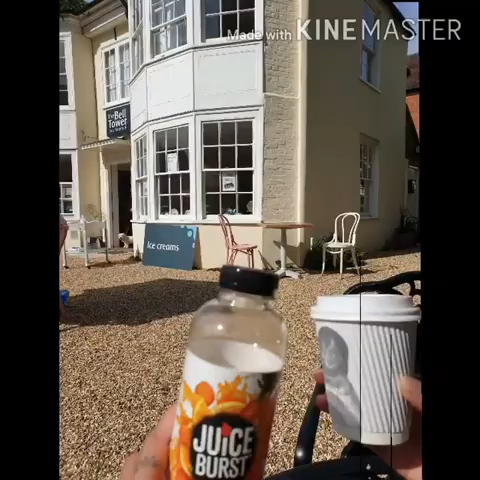 Made with KINEMASTER
the Bell
Tower
Ice creams
JUICE
BURST